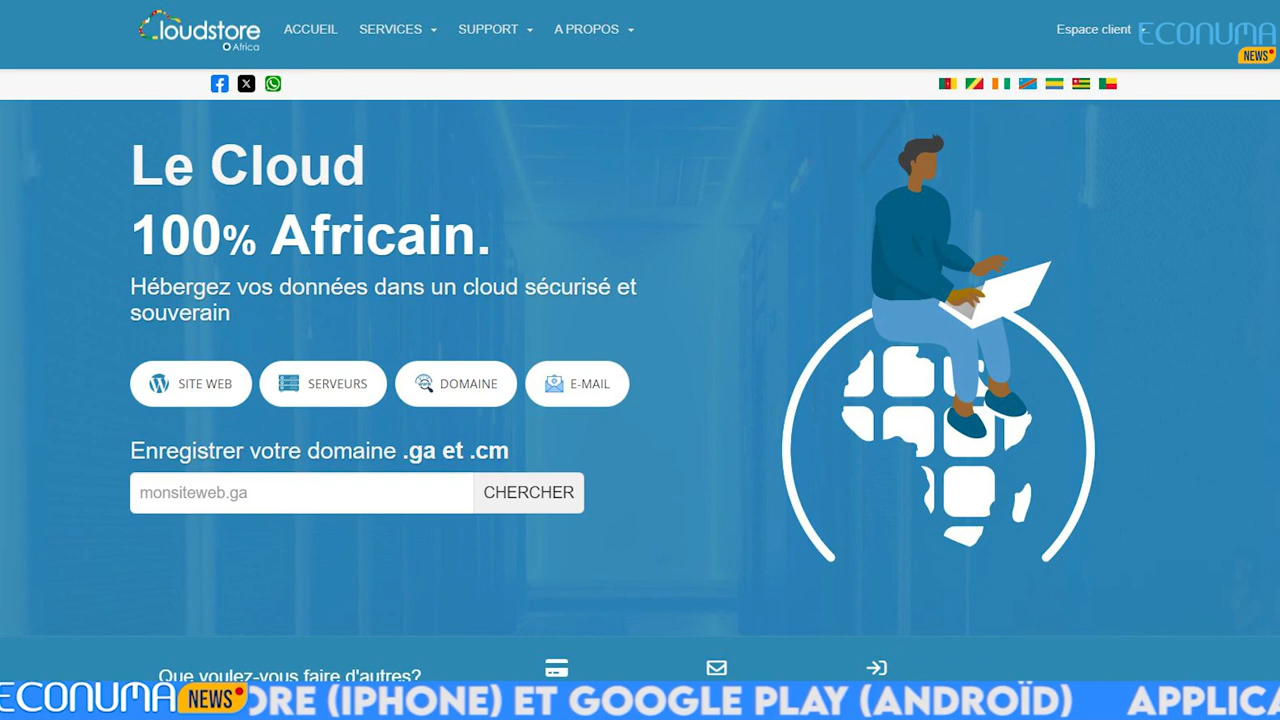 Cloudstore
Africa
ACCUEIL
SERVICES
SUPPORT
A PROPOS
Espace client
ECONUMA
NEWS
Le Cloud
100% Africain.
Hébergez vos données dans un cloud sécurisé et
souverain
SITE WEB
SERVEURS
DOMAINE
E-MAIL
Enregistrer votre domaine .ga et .cm
monsiteweb.ga
CHERCHER
Que voulez-vous faire d'autres?
ECONUMA NEWS
ORE (IPHONE) ET GOOGLE PLAY (ANDROÏD) APPLICA